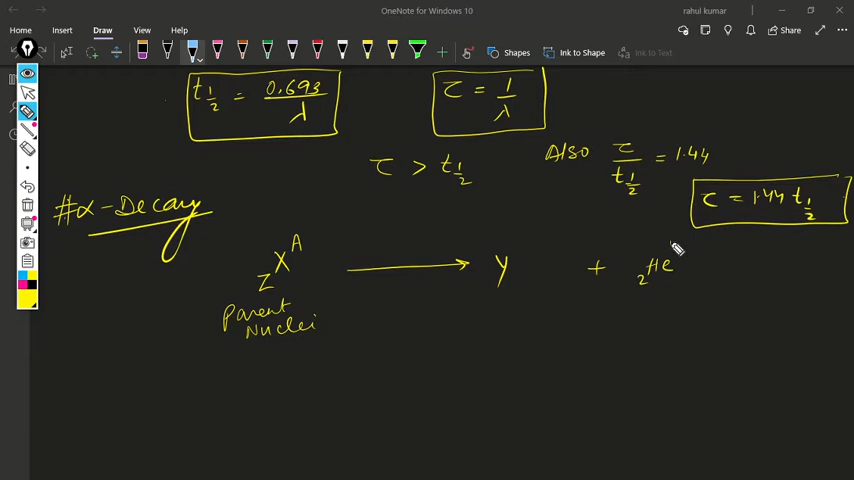 OneNote for Windows 10
rahul kumar
Home Insert Draw View Help
Share
Shapes Ink to Shape Ink to Text
t½ = 0.693/λ
τ = 1/λ
τ > t½
Also τ/t½ = 1.44
τ = 1.44 t½
#α-Decay
ZX^A ⟶ Y + ₂He
Parent
Nuclei